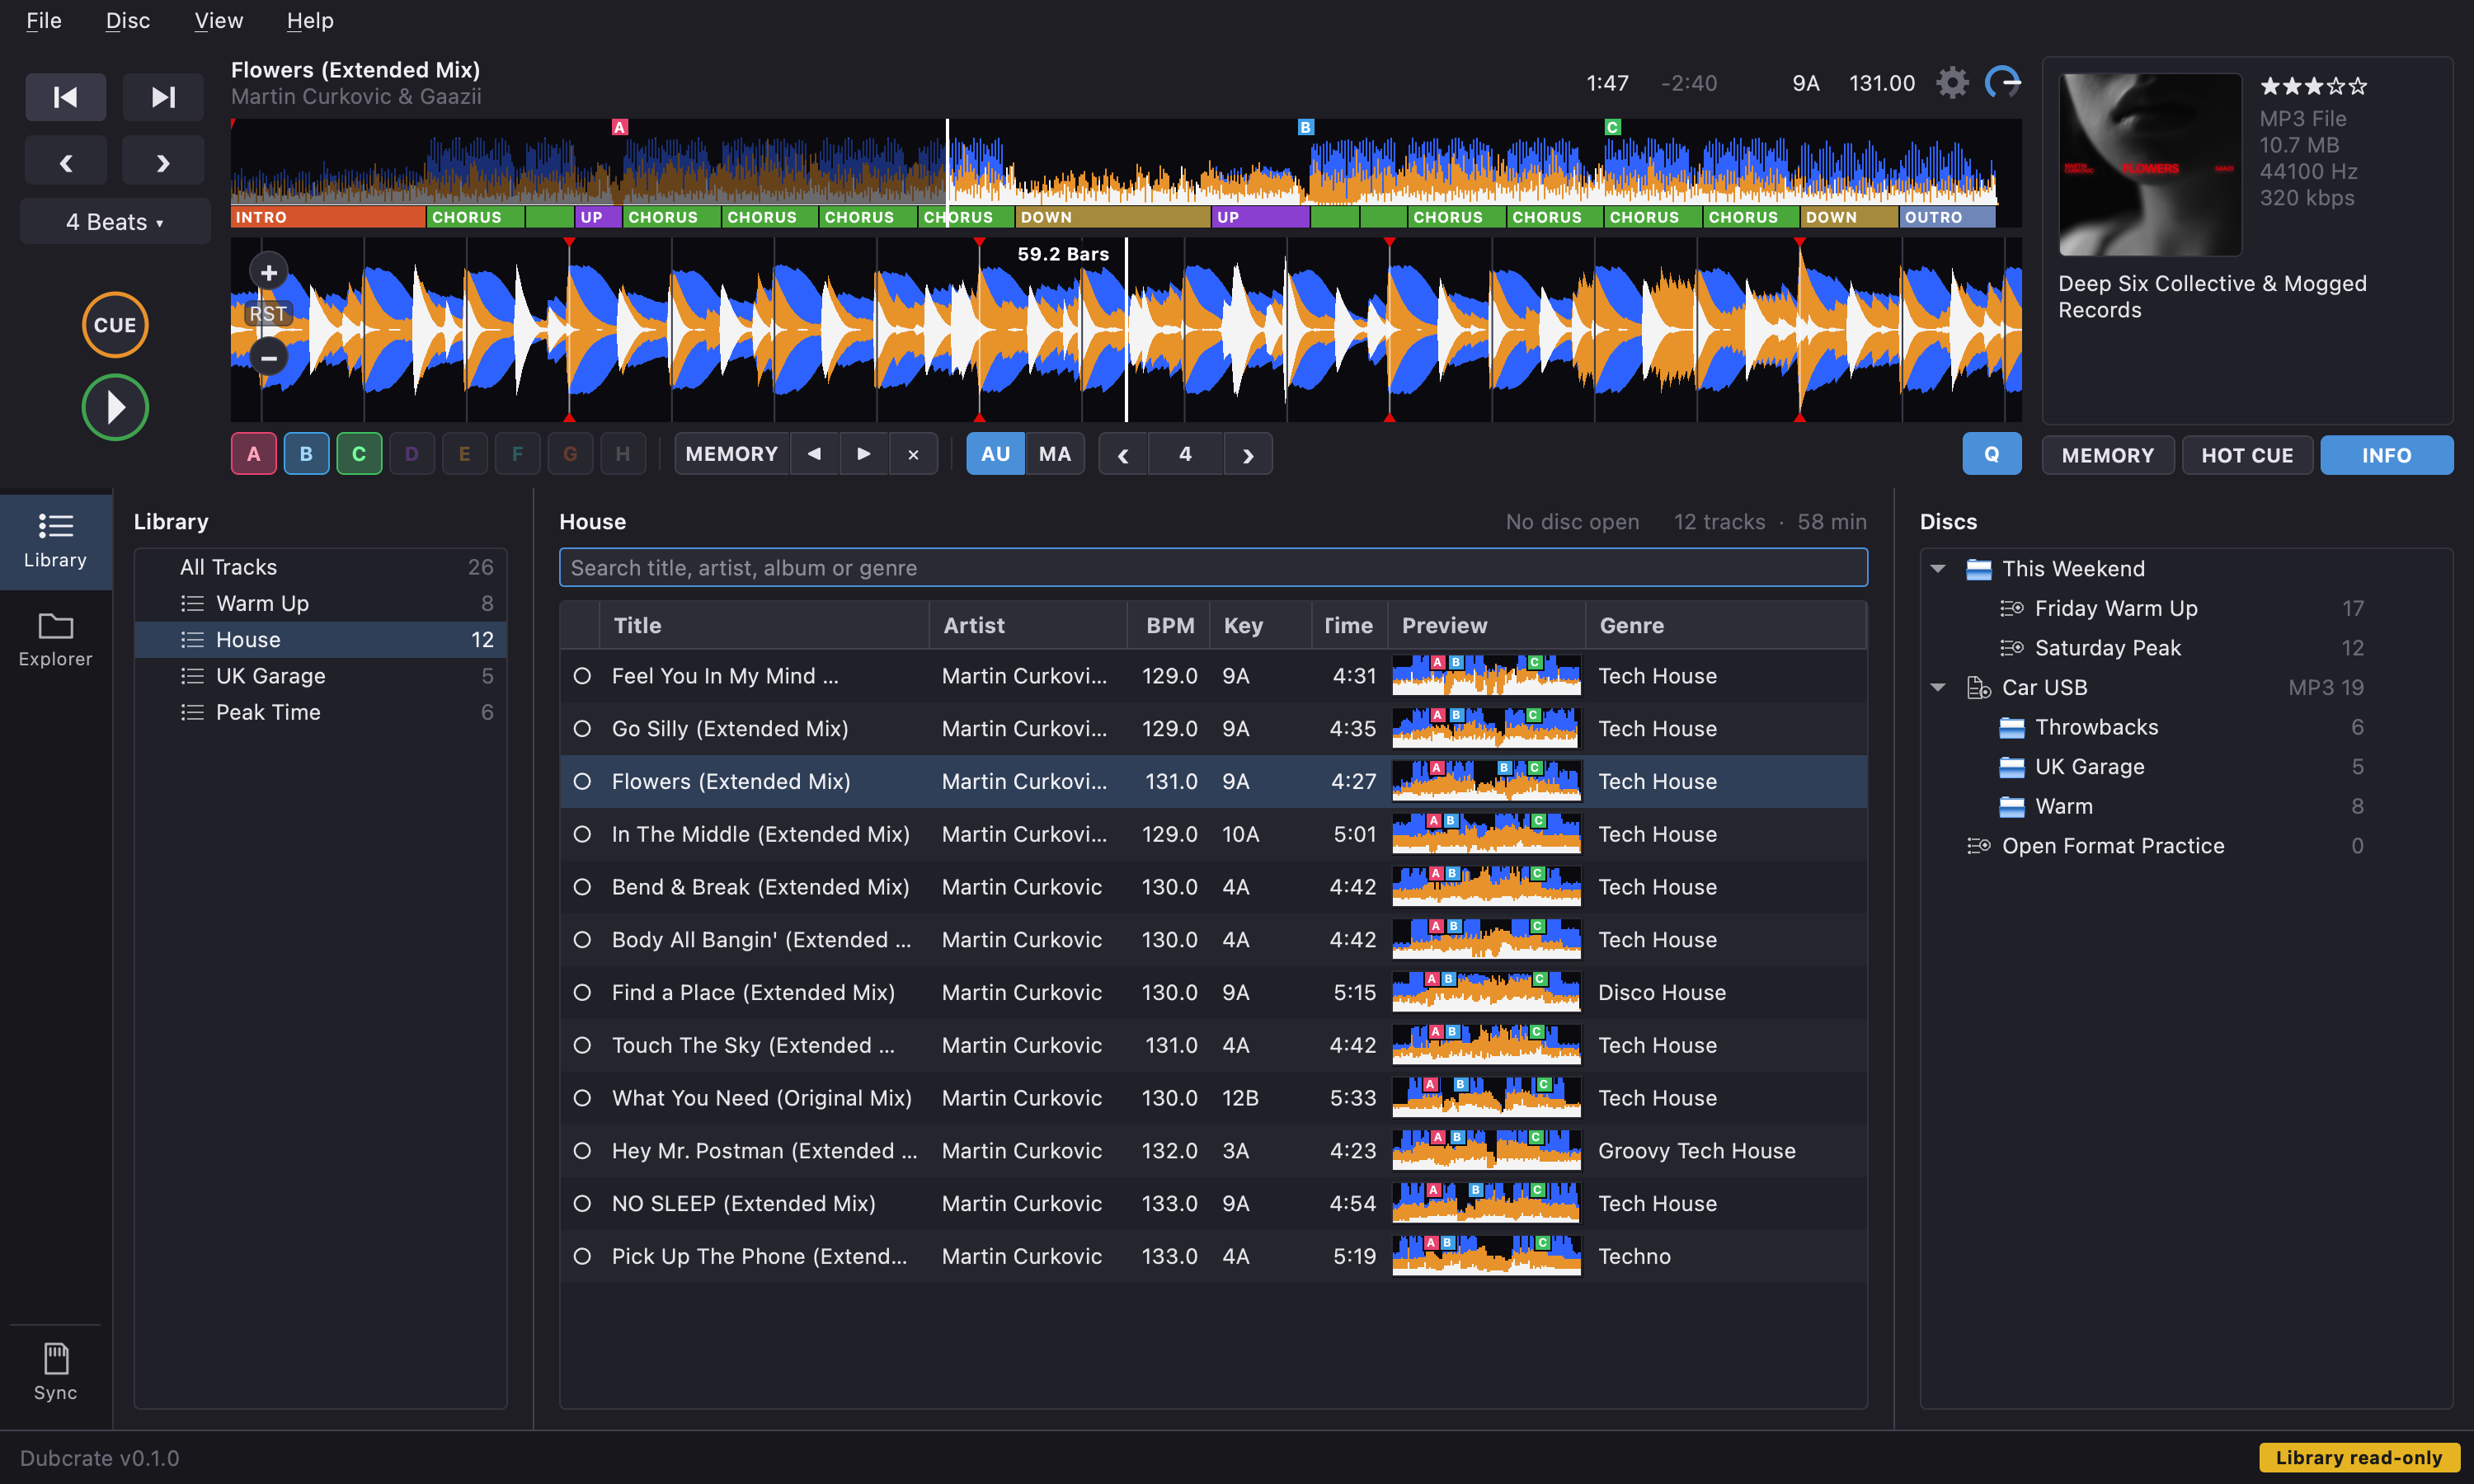 File Disc View Help
Flowers (Extended Mix)
Martin Curkovic & Gaazii
1:47 -2:40 9A 131.00
A B C
INTRO CHORUS UP CHORUS CHORUS CHORUS CHORUS DOWN UP CHORUS CHORUS CHORUS CHORUS DOWN OUTRO
4 Beats
59.2 Bars
+
RST
−
CUE
A B C D E F G H MEMORY × AU MA 4 Q
FLOWERS
MP3 File
10.7 MB
44100 Hz
320 kbps
Deep Six Collective & Mogged
Records
MEMORY HOT CUE INFO
Library
Explorer
Sync
Library
All Tracks 26
Warm Up 8
House 12
UK Garage 5
Peak Time 6
House No disc open 12 tracks · 58 min
Search title, artist, album or genre
Title Artist BPM Key Time Preview Genre
Feel You In My Mind ... Martin Curkovi... 129.0 9A 4:31 A B C Tech House
Go Silly (Extended Mix) Martin Curkovi... 129.0 9A 4:35 A B C Tech House
Flowers (Extended Mix) Martin Curkovi... 131.0 9A 4:27 A B C Tech House
In The Middle (Extended Mix) Martin Curkovi... 129.0 10A 5:01 A B C Tech House
Bend & Break (Extended Mix) Martin Curkovic 130.0 4A 4:42 A B C Tech House
Body All Bangin' (Extended ... Martin Curkovic 130.0 4A 4:42 A B C Tech House
Find a Place (Extended Mix) Martin Curkovic 130.0 9A 5:15 A B C Disco House
Touch The Sky (Extended ... Martin Curkovic 131.0 4A 4:42 A B C Tech House
What You Need (Original Mix) Martin Curkovic 130.0 12B 5:33 A B C Tech House
Hey Mr. Postman (Extended ... Martin Curkovic 132.0 3A 4:23 A B C Groovy Tech House
NO SLEEP (Extended Mix) Martin Curkovic 133.0 9A 4:54 A B C Tech House
Pick Up The Phone (Extend... Martin Curkovic 133.0 4A 5:19 A B C Techno
Discs
This Weekend
Friday Warm Up 17
Saturday Peak 12
Car USB MP3 19
Throwbacks 6
UK Garage 5
Warm 8
Open Format Practice 0
Dubcrate v0.1.0
Library read-only